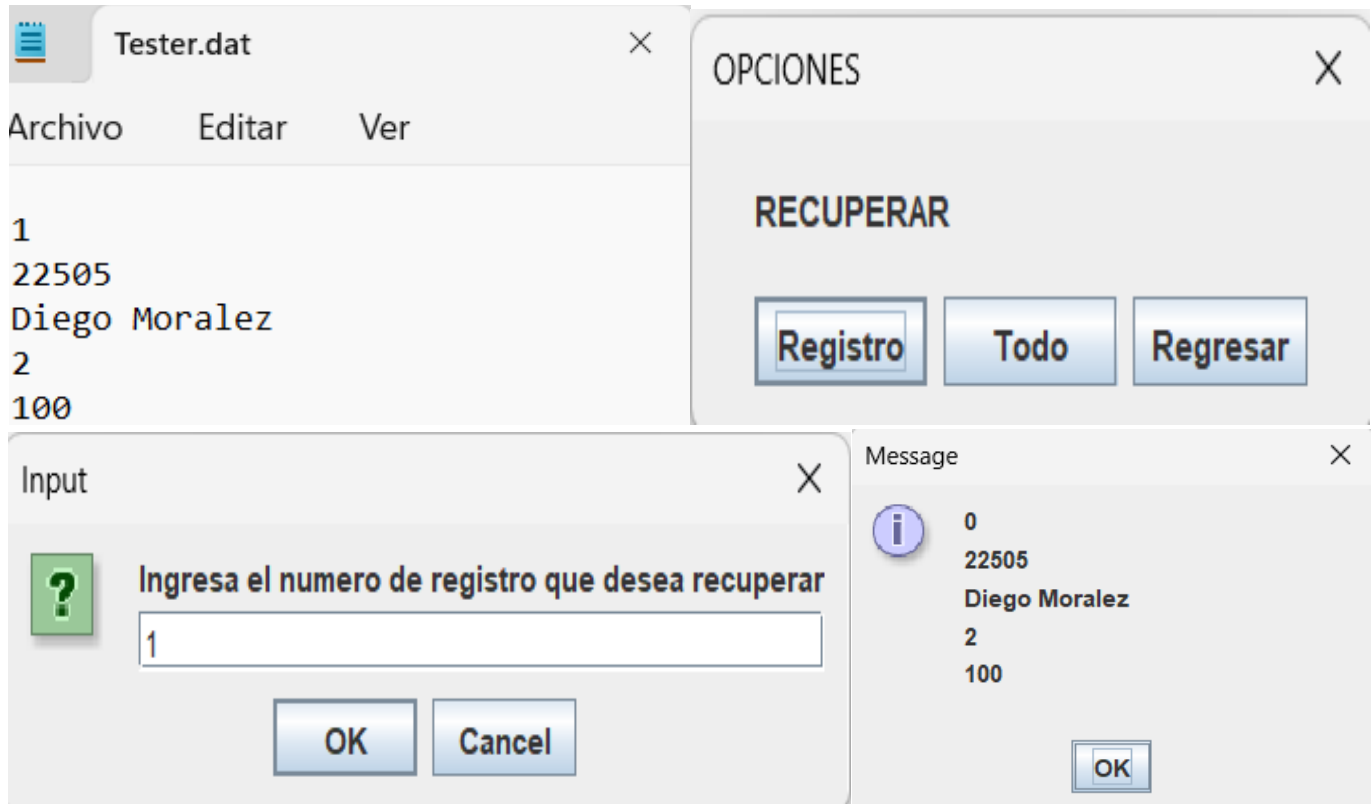 Tester.dat
Archivo Editar Ver
1
22505
Diego Moralez
2
100
OPCIONES
RECUPERAR
Registro Todo Regresar
Input
Ingresa el numero de registro que desea recuperar
1
OK Cancel
Message
0
22505
Diego Moralez
2
100
OK